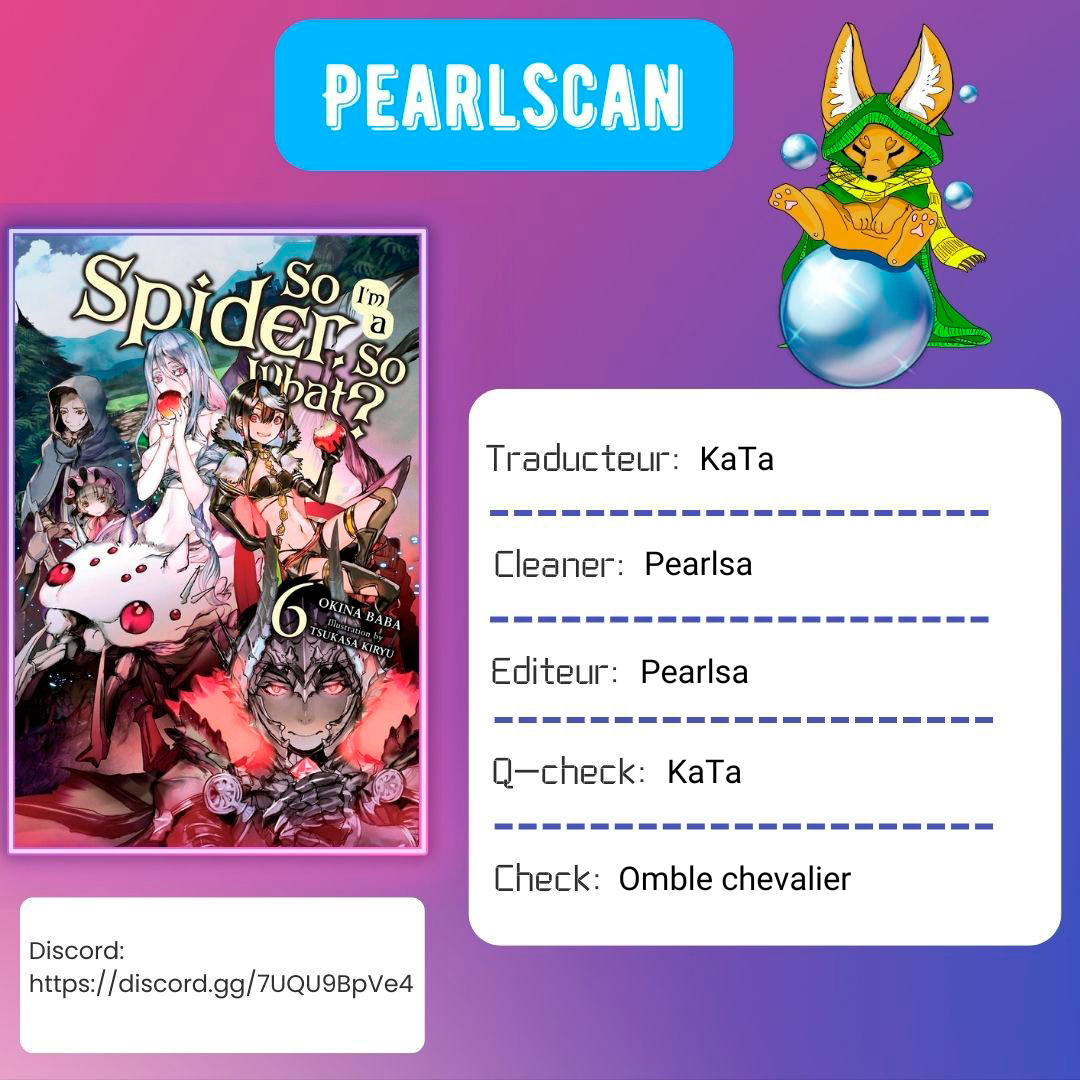 PEARLSCAN
So I'm a
Spider, So
What?
6
OKINA BABA
Illustration by
TSUKASA KIRYU
Traducteur: KaTa
Cleaner: Pearlsa
Editeur: Pearlsa
Q-check: KaTa
Check: Omble chevalier
Discord:
https://discord.gg/7UQU9BpVe4